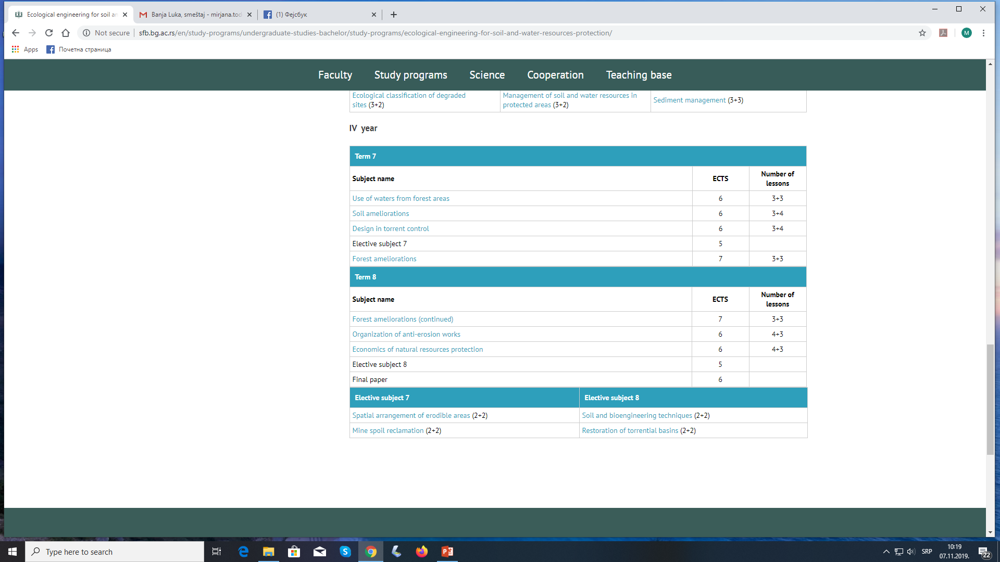 Ecological engineering for soil an
Banja Luka, smeštaj - mirjana.tod
(1) Фејсбук
Not secure
sfb.bg.ac.rs/en/study-programs/undergraduate-studies-bachelor/study-programs/ecological-engineering-for-soil-and-water-resources-protection/
M
Apps
Почетна страница
Faculty Study programs Science Cooperation Teaching base
Ecological classification of degraded
sites (3+2)
Management of soil and water resources in
protected areas (3+2)
Sediment management (3+3)
IV year
Term 7
Subject name ECTS Number of
lessons
Use of waters from forest areas 6 3+3
Soil ameliorations 6 3+4
Design in torrent control 6 3+4
Elective subject 7 5
Forest ameliorations 7 3+3
Term 8
Subject name ECTS Number of
lessons
Forest ameliorations (continued) 7 3+3
Organization of anti-erosion works 6 4+3
Economics of natural resources protection 6 4+3
Elective subject 8 5
Final paper 6
Elective subject 7 Elective subject 8
Spatial arrangement of erodible areas (2+2) Soil and bioengineering techniques (2+2)
Mine spoil reclamation (2+2) Restoration of torrential basins (2+2)
Type here to search
SRP
10:19
07.11.2019.
22